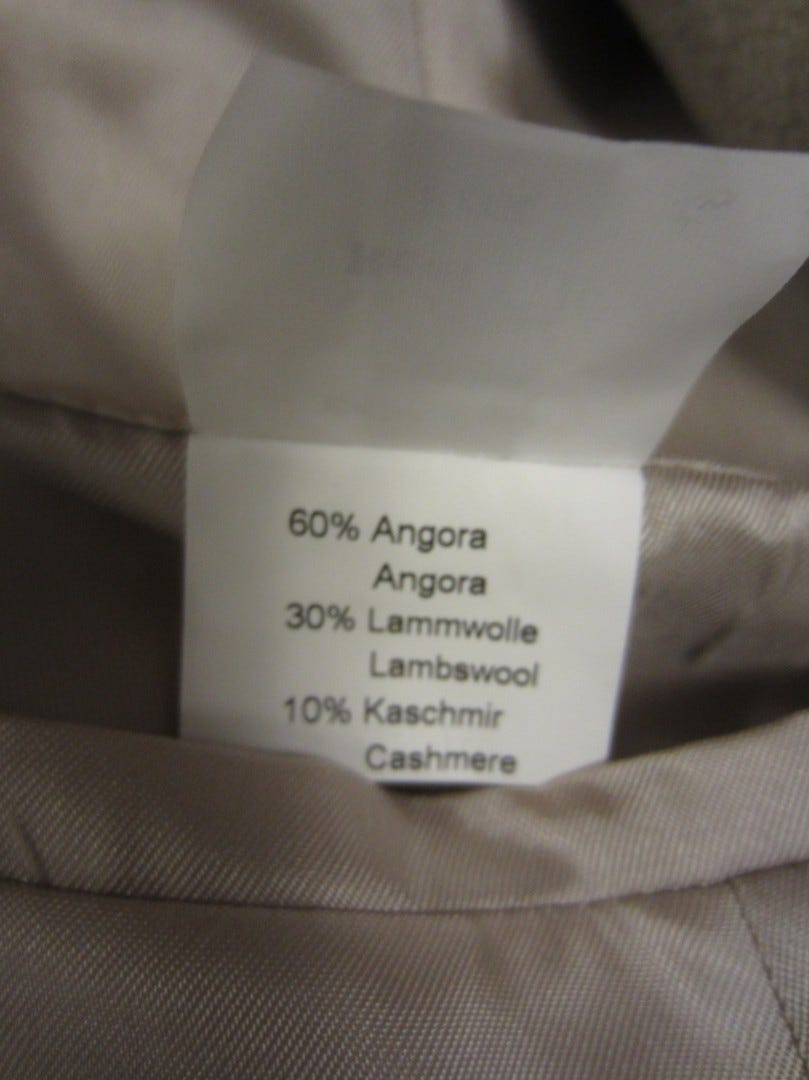 60% Angora
Angora
30% Lammwolle
Lambswool
10% Kaschmir
Cashmere